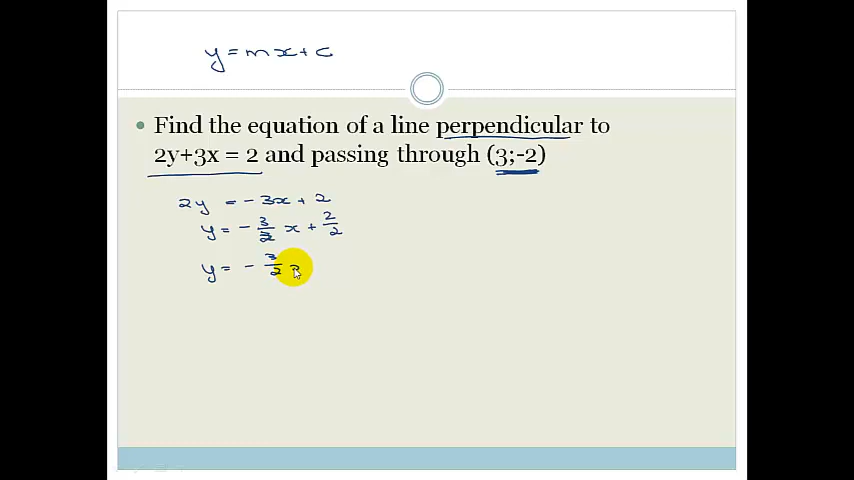 y = mx + c
Find the equation of a line perpendicular to
2y+3x = 2 and passing through (3;-2)
2y = - 3x + 2
y = - 3/2 x + 2/2
y = - 3/2